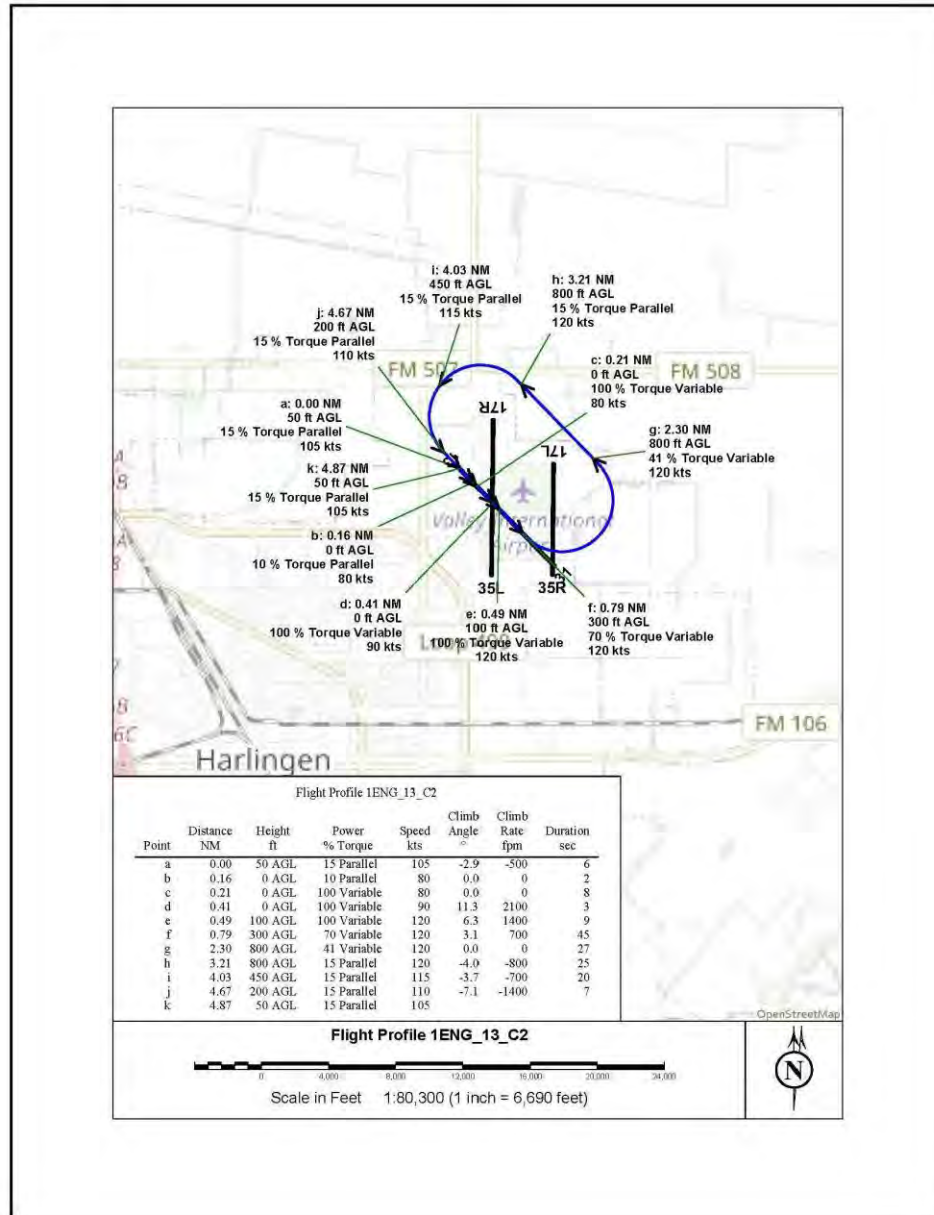 i: 4.03 NM
450 ft AGL
15 % Torque Parallel
115 kts
h: 3.21 NM
800 ft AGL
15 % Torque Parallel
120 kts
j: 4.67 NM
200 ft AGL
15 % Torque Parallel
110 kts
c: 0.21 NM
0 ft AGL
100 % Torque Variable
80 kts
FM 507
FM 508
a: 0.00 NM
50 ft AGL
15 % Torque Parallel
105 kts
17R
17L
g: 2.30 NM
800 ft AGL
41 % Torque Variable
120 kts
k: 4.87 NM
50 ft AGL
15 % Torque Parallel
105 kts
Valley International
Airport
b: 0.16 NM
0 ft AGL
10 % Torque Parallel
80 kts
35L
35R
d: 0.41 NM
0 ft AGL
100 % Torque Variable
90 kts
e: 0.49 NM
100 ft AGL
100 % Torque Variable
120 kts
f: 0.79 NM
300 ft AGL
70 % Torque Variable
120 kts
Loop
FM 106
Harlingen
Flight Profile 1ENG_13_C2
Climb Climb
Distance Height Power Speed Angle Rate Duration
Point NM ft % Torque kts ° fpm sec
a 0.00 50 AGL 15 Parallel 105 -2.9 -500 6
b 0.16 0 AGL 10 Parallel 80 0.0 0 2
c 0.21 0 AGL 100 Variable 80 0.0 0 8
d 0.41 0 AGL 100 Variable 90 11.3 2100 3
e 0.49 100 AGL 100 Variable 120 6.3 1400 9
f 0.79 300 AGL 70 Variable 120 3.1 700 45
g 2.30 800 AGL 41 Variable 120 0.0 0 27
h 3.21 800 AGL 15 Parallel 120 -4.0 -800 25
i 4.03 450 AGL 15 Parallel 115 -3.7 -700 20
j 4.67 200 AGL 15 Parallel 110 -7.1 -1400 7
k 4.87 50 AGL 15 Parallel 105
OpenStreetMap
Flight Profile 1ENG_13_C2
0 4,000 8,000 12,000 16,000 20,000 24,000
Scale in Feet 1:80,300 (1 inch = 6,690 feet)
N